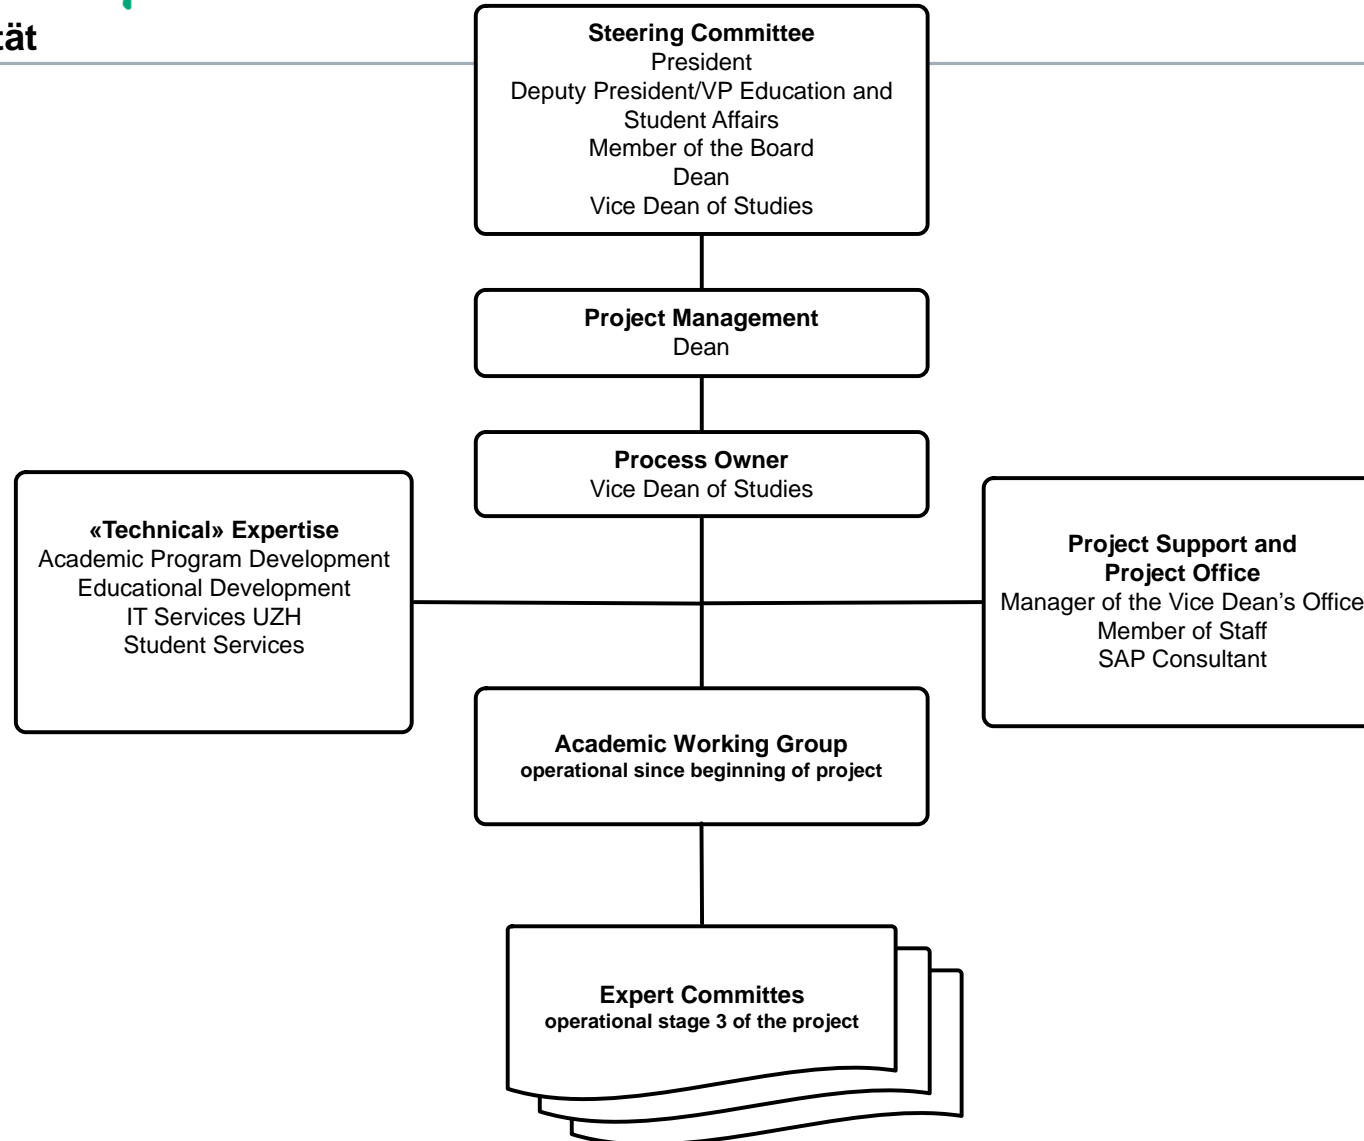 tät
Steering Committee
President
Deputy President/VP Education and
Student Affairs
Member of the Board
Dean
Vice Dean of Studies
Project Management
Dean
Process Owner
Vice Dean of Studies
«Technical» Expertise
Academic Program Development
Educational Development
IT Services UZH
Student Services
Project Support and
Project Office
Manager of the Vice Dean’s Office
Member of Staff
SAP Consultant
Academic Working Group
operational since beginning of project
Expert Committes
operational stage 3 of the project